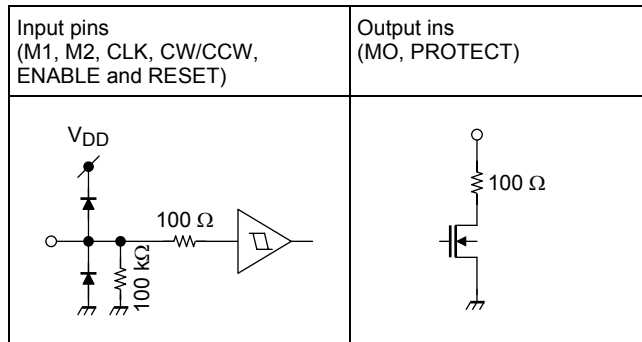 Input pins
(M1, M2, CLK, CW/CCW,
ENABLE and RESET)
Output ins
(MO, PROTECT)
VDD
100 Ω
100 kΩ
100 Ω